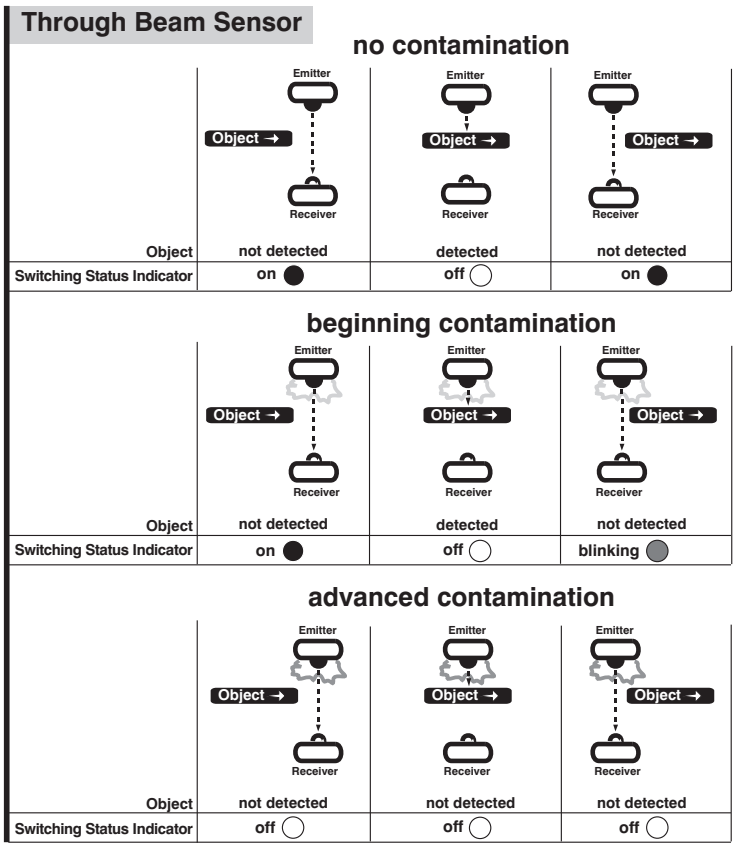 Through Beam Sensor
no contamination
Emitter Emitter Emitter
Object → Object → Object →
Receiver Receiver Receiver
Object not detected detected not detected
Switching Status Indicator on off on
beginning contamination
Emitter Emitter Emitter
Object → Object → Object →
Receiver Receiver Receiver
Object not detected detected not detected
Switching Status Indicator on off blinking
advanced contamination
Emitter Emitter Emitter
Object → Object → Object →
Receiver Receiver Receiver
Object not detected not detected not detected
Switching Status Indicator off off off